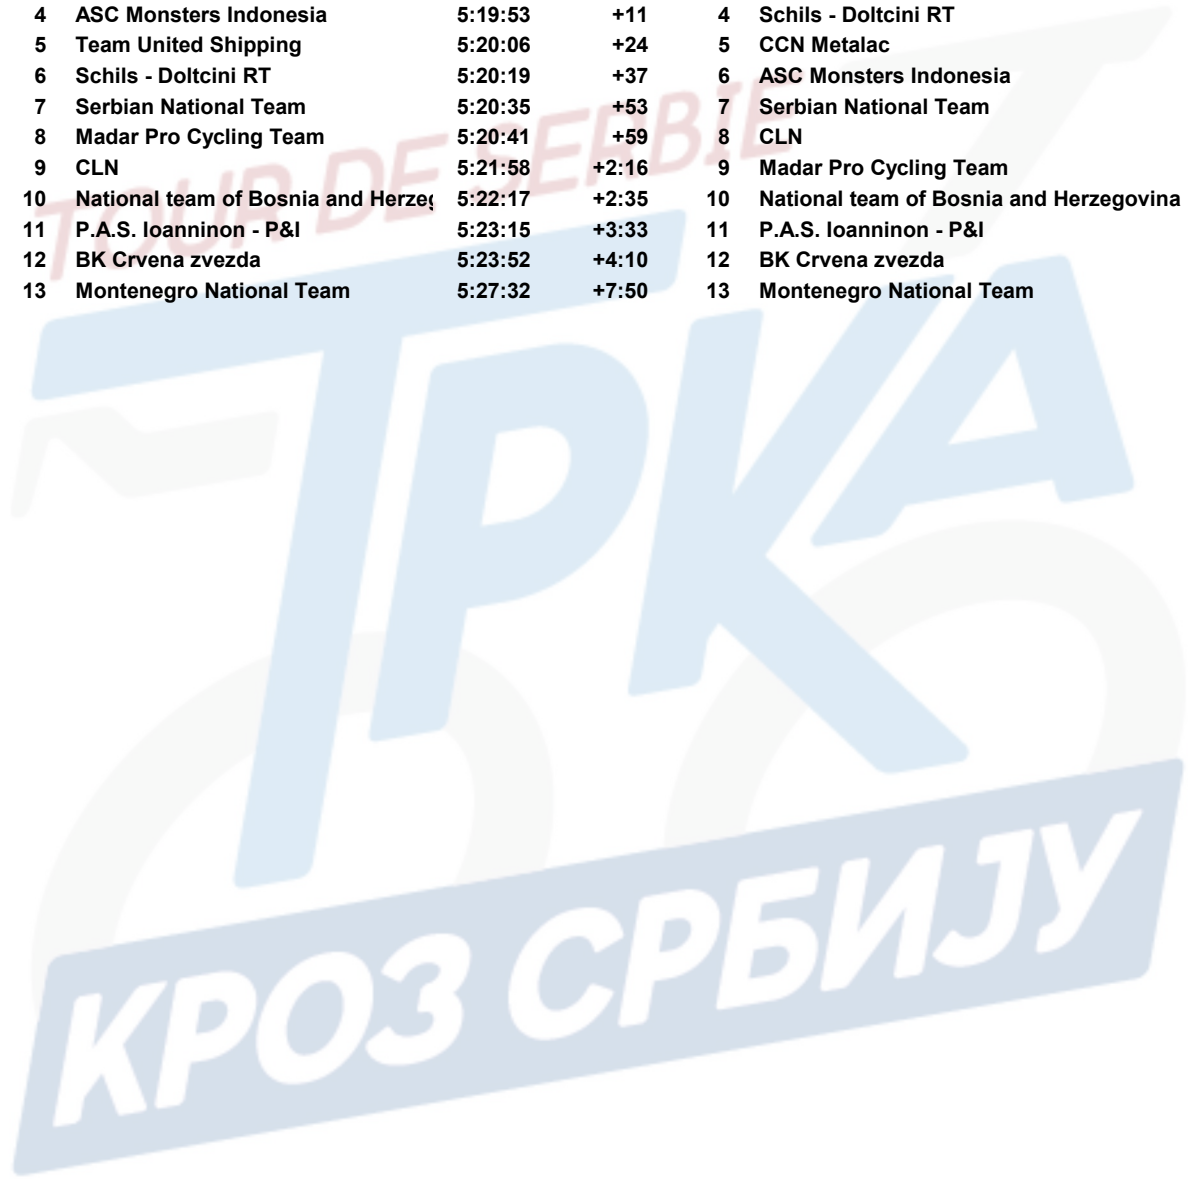 4 ASC Monsters Indonesia 5:19:53 +11 4 Schils - Doltcini RT
5 Team United Shipping 5:20:06 +24 5 CCN Metalac
6 Schils - Doltcini RT 5:20:19 +37 6 ASC Monsters Indonesia
7 Serbian National Team 5:20:35 +53 7 Serbian National Team
8 Madar Pro Cycling Team 5:20:41 +59 8 CLN
9 CLN 5:21:58 +2:16 9 Madar Pro Cycling Team
10 National team of Bosnia and Herzeg 5:22:17 +2:35 10 National team of Bosnia and Herzegovina
11 P.A.S. Ioanninon - P&I 5:23:15 +3:33 11 P.A.S. Ioanninon - P&I
12 BK Crvena zvezda 5:23:52 +4:10 12 BK Crvena zvezda
13 Montenegro National Team 5:27:32 +7:50 13 Montenegro National Team
TOUR DE SERBIE
ТРКА
КРОЗ СРБИЈУ